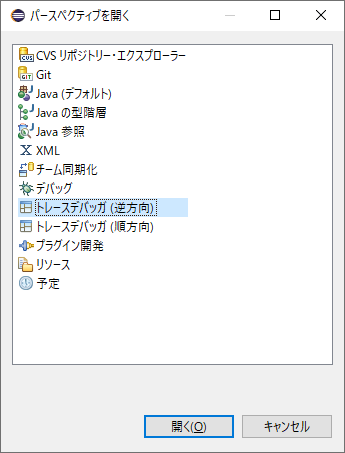 パースペクティブを開く
CVS リポジトリー・エクスプローラー
Git
Java (デフォルト)
Java の型階層
Java 参照
XML
チーム同期化
デバッグ
トレースデバッガ (逆方向)
トレースデバッガ (順方向)
プラグイン開発
リソース
予定
開く(O)
キャンセル